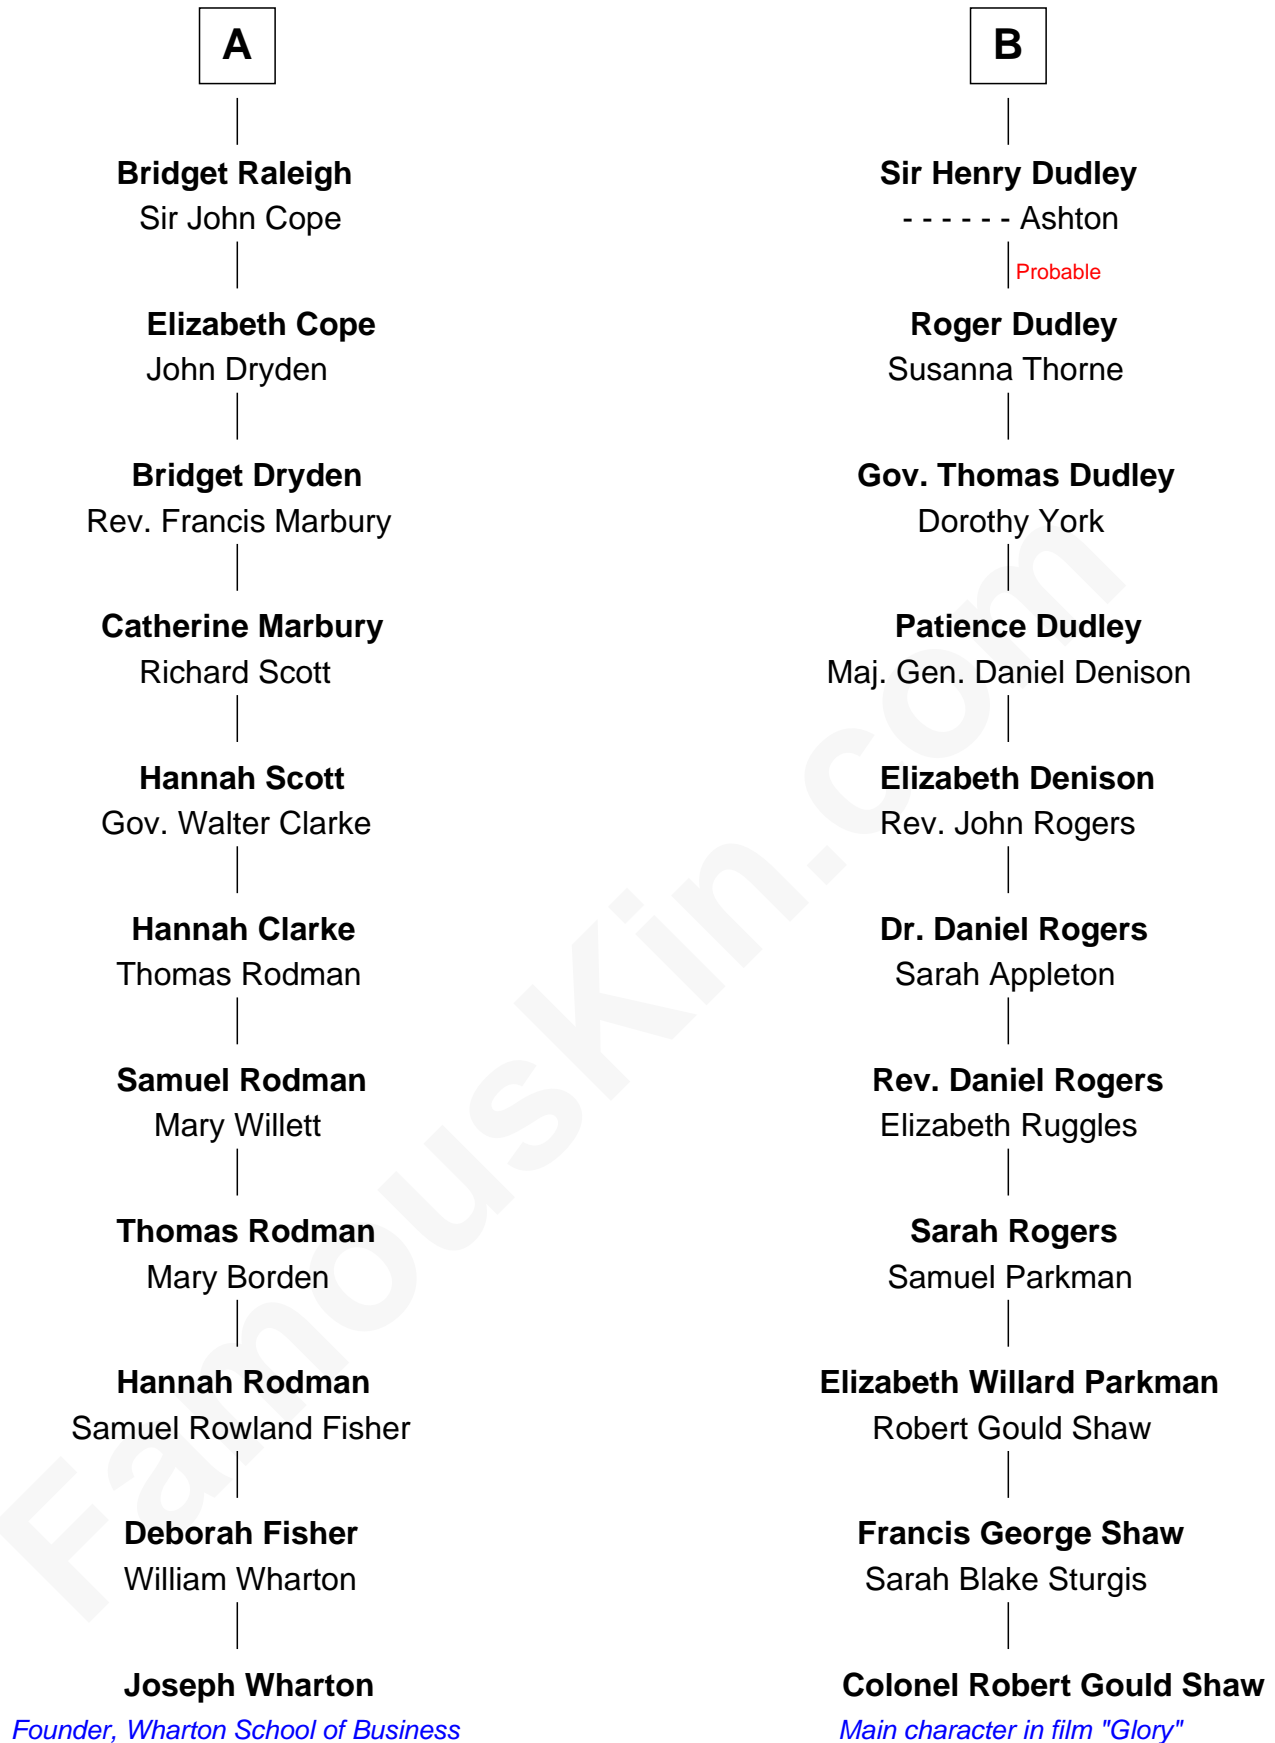 A
Bridget Raleigh
Sir John Cope
Elizabeth Cope
John Dryden
Bridget Dryden
Rev. Francis Marbury
Catherine Marbury
Richard Scott
Hannah Scott
Gov. Walter Clarke
Hannah Clarke
Thomas Rodman
Samuel Rodman
Mary Willett
Thomas Rodman
Mary Borden
Hannah Rodman
Samuel Rowland Fisher
Deborah Fisher
William Wharton
Joseph Wharton
Founder, Wharton School of Business
B
Sir Henry Dudley
- - - - - - Ashton
Probable
Roger Dudley
Susanna Thorne
Gov. Thomas Dudley
Dorothy York
Patience Dudley
Maj. Gen. Daniel Denison
Elizabeth Denison
Rev. John Rogers
Dr. Daniel Rogers
Sarah Appleton
Rev. Daniel Rogers
Elizabeth Ruggles
Sarah Rogers
Samuel Parkman
Elizabeth Willard Parkman
Robert Gould Shaw
Francis George Shaw
Sarah Blake Sturgis
Colonel Robert Gould Shaw
Main character in film "Glory"
FamousKin.com